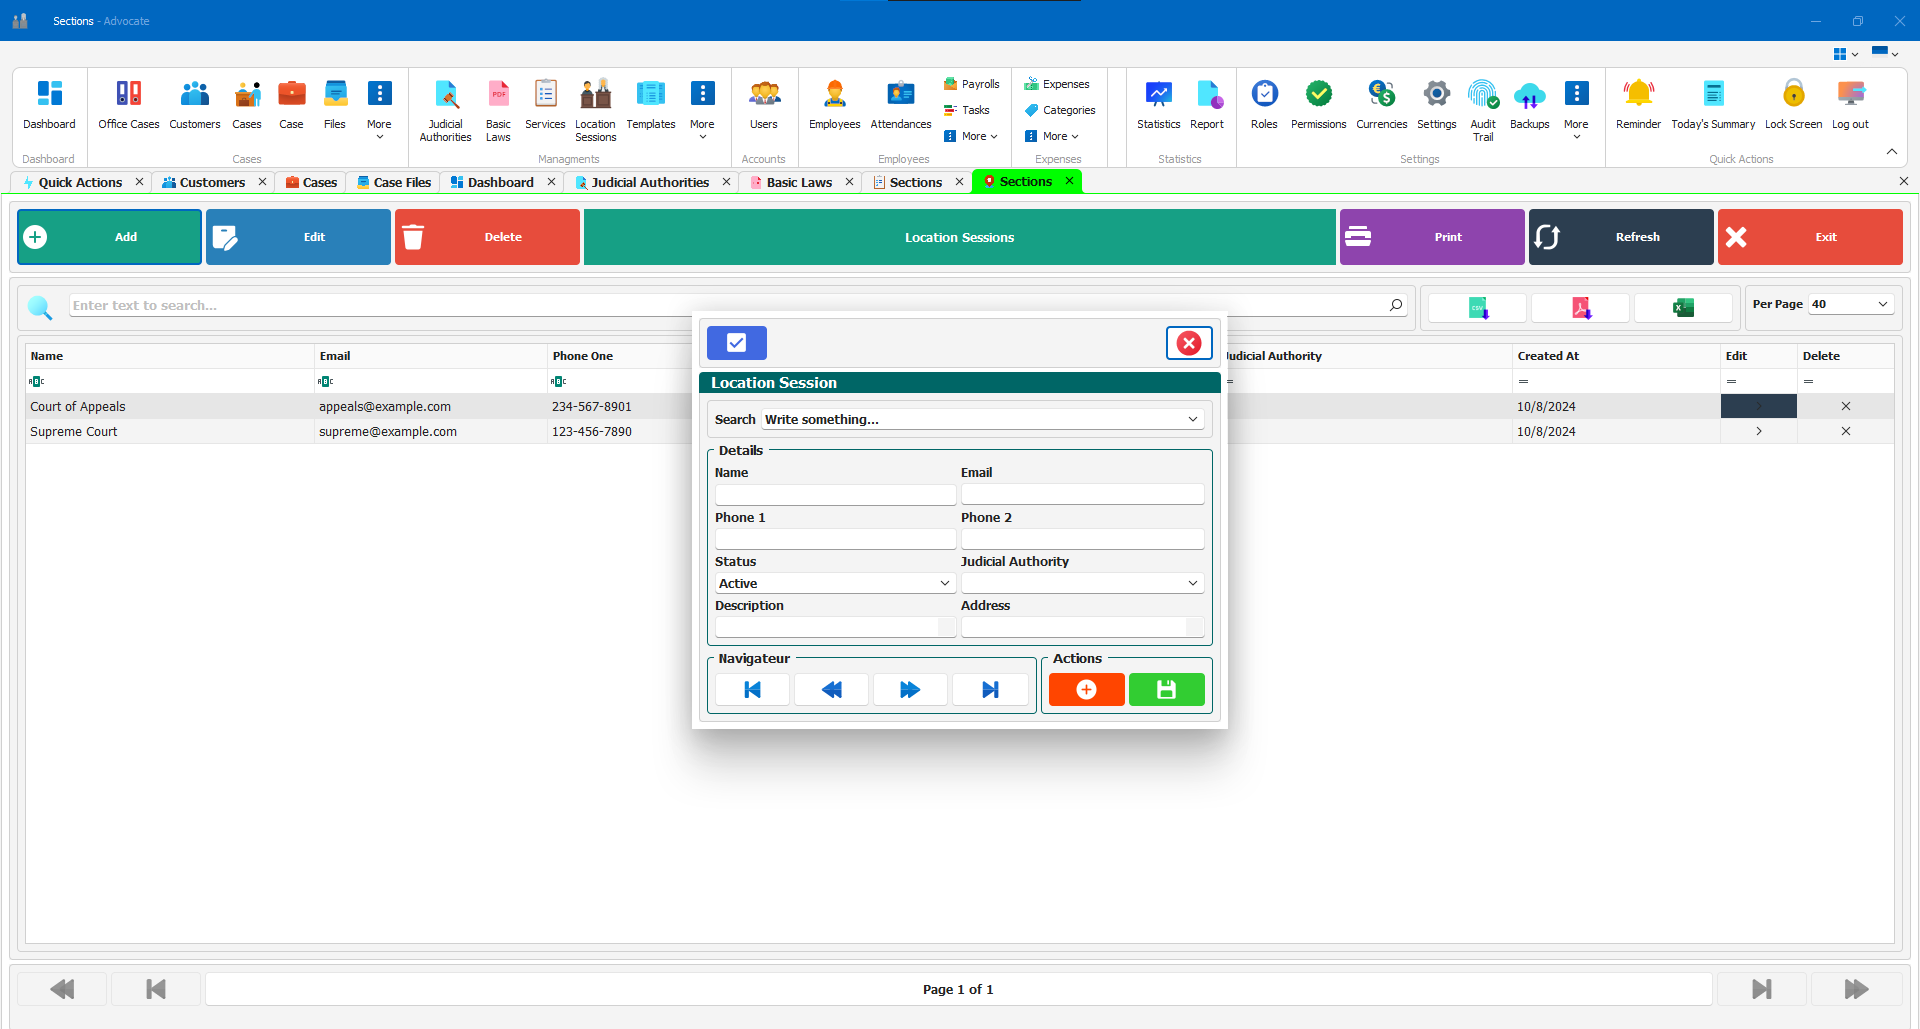 Sections - Advocate
Dashboard
Office Cases
Customers
Cases
Case
Files
More
Judicial Authorities
PDF
Basic Laws
Services
Location Sessions
Templates
More
Users
Employees
Attendances
Payrolls
Tasks
More
Expenses
Categories
More
Statistics
Report
Roles
Permissions
Currencies
Settings
Audit Trail
Backups
More
Reminder
Today's Summary
Lock Screen
Log out
Dashboard
Cases
Managments
Accounts
Employees
Expenses
Statistics
Settings
Quick Actions
Quick Actions
Customers
Cases
Case Files
Dashboard
Judicial Authorities
Basic Laws
Sections
Sections
Add
Edit
Delete
Location Sessions
Print
Refresh
Exit
Enter text to search...
CSV
Per Page 40
Name
Email
Phone One
Judicial Authority
Created At
Edit
Delete
ABC
ABC
ABC
=
=
=
=
Court of Appeals
appeals@example.com
234-567-8901
10/8/2024
Supreme Court
supreme@example.com
123-456-7890
10/8/2024
Location Session
Search Write something...
Details
Name
Email
Phone 1
Phone 2
Status
Judicial Authority
Active
Description
Address
Navigateur
Actions
Page 1 of 1